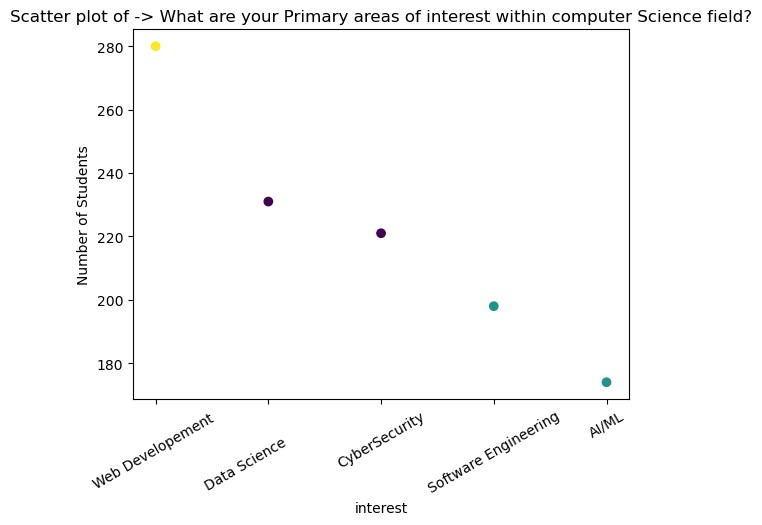 Scatter plot of -> What are your Primary areas of interest within computer Science field?
Number of Students
280
260
240
220
200
180
Web Developement
Data Science
CyberSecurity
Software Engineering
AI/ML
interest